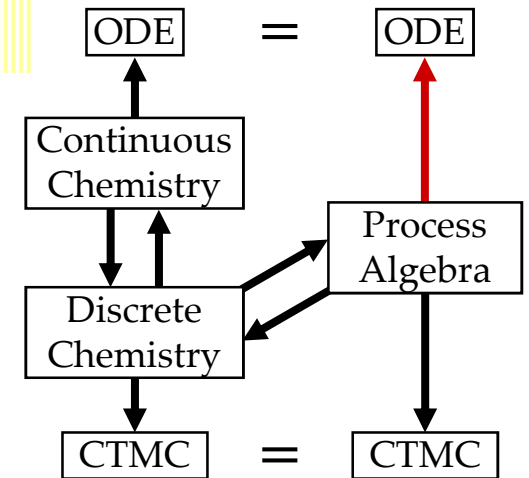 ODE = ODE
Continuous
Chemistry
Process
Algebra
Discrete
Chemistry
CTMC = CTMC